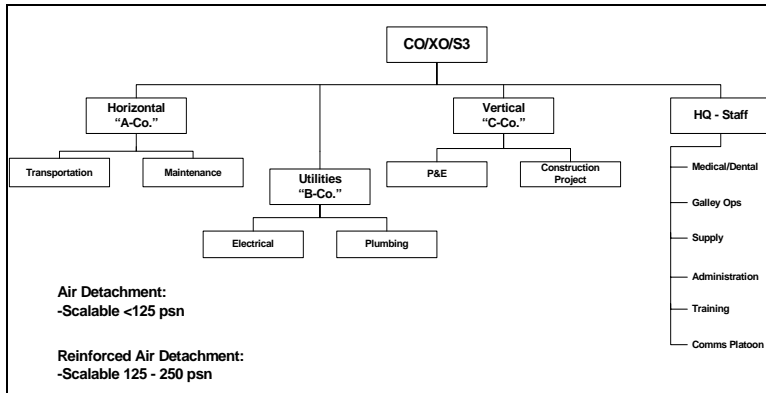 CO/XO/S3
Horizontal
“A-Co.”
Vertical
“C-Co.”
HQ - Staff
Transportation
Maintenance
Utilities
“B-Co.”
P&E
Construction
Project
Electrical
Plumbing
Medical/Dental
Galley Ops
Supply
Administration
Training
Comms Platoon
Air Detachment:
-Scalable <125 psn
Reinforced Air Detachment:
-Scalable 125 - 250 psn